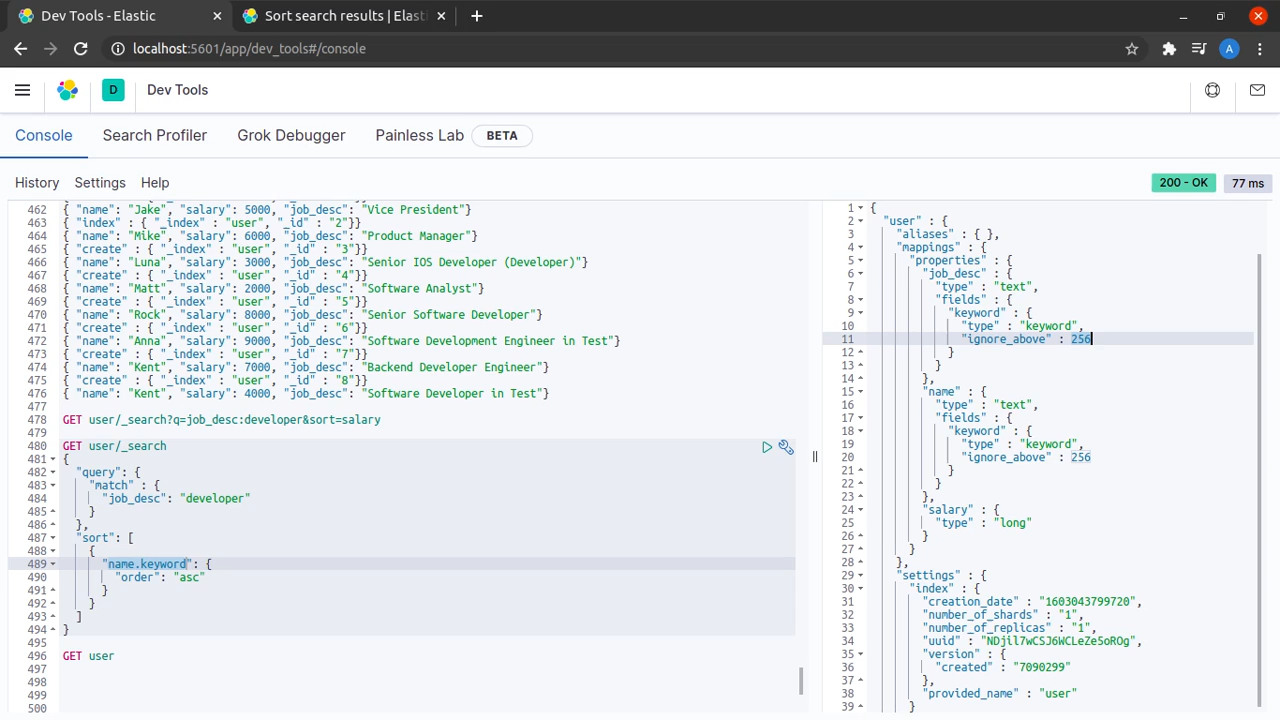 Dev Tools - Elastic
Sort search results | Elasti
localhost:5601/app/dev_tools#/console
A
D
Dev Tools
Console Search Profiler Grok Debugger Painless Lab BETA
History Settings Help
200 - OK 77 ms
462 { "name": "Jake", "salary": 5000, "job_desc": "Vice President"}
463 { "index" : { "_index" : "user", "_id" : "2"}}
464 { "name": "Mike", "salary": 6000, "job_desc": "Product Manager"}
465 { "create" : { "_index" : "user", "_id" : "3"}}
466 { "name": "Luna", "salary": 3000, "job_desc": "Senior IOS Developer (Developer)"}
467 { "create" : { "_index" : "user", "_id" : "4"}}
468 { "name": "Matt", "salary": 2000, "job_desc": "Software Analyst"}
469 { "create" : { "_index" : "user", "_id" : "5"}}
470 { "name": "Rock", "salary": 8000, "job_desc": "Senior Software Developer"}
471 { "create" : { "_index" : "user", "_id" : "6"}}
472 { "name": "Anna", "salary": 9000, "job_desc": "Software Development Engineer in Test"}
473 { "create" : { "_index" : "user", "_id" : "7"}}
474 { "name": "Kent", "salary": 7000, "job_desc": "Backend Developer Engineer"}
475 { "create" : { "_index" : "user", "_id" : "8"}}
476 { "name": "Kent", "salary": 4000, "job_desc": "Software Developer in Test"}
477
478 GET user/_search?q=job_desc:developer&sort=salary
479
480 GET user/_search
481 {
482 "query": {
483 "match" : {
484 "job_desc": "developer"
485 }
486 },
487 "sort": [
488 {
489 "name.keyword": {
490 "order": "asc"
491 }
492 }
493 ]
494 }
495
496 GET user
497
498
499
500
1 {
2 "user" : {
3 "aliases" : { },
4 "mappings" : {
5 "properties" : {
6 "job_desc" : {
7 "type" : "text",
8 "fields" : {
9 "keyword" : {
10 "type" : "keyword",
11 "ignore_above" : 256
12 }
13 }
14 },
15 "name" : {
16 "type" : "text",
17 "fields" : {
18 "keyword" : {
19 "type" : "keyword",
20 "ignore_above" : 256
21 }
22 }
23 },
24 "salary" : {
25 "type" : "long"
26 }
27 }
28 },
29 "settings" : {
30 "index" : {
31 "creation_date" : "1603043799720",
32 "number_of_shards" : "1",
33 "number_of_replicas" : "1",
34 "uuid" : "NDjil7wCSJ6WCLeZe5oROg",
35 "version" : {
36 "created" : "7090299"
37 },
38 "provided_name" : "user"
39 }